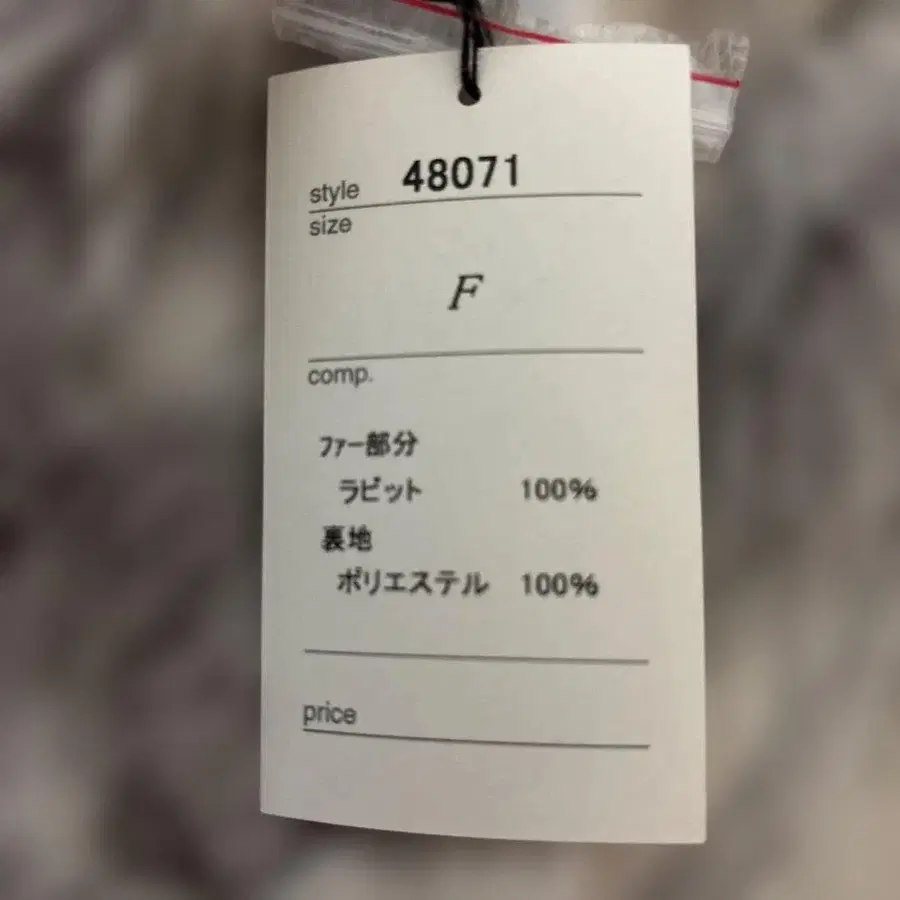 style 48071
size
F
comp.
ファー部分
ラビット 100%
裏地
ポリエステル 100%
price